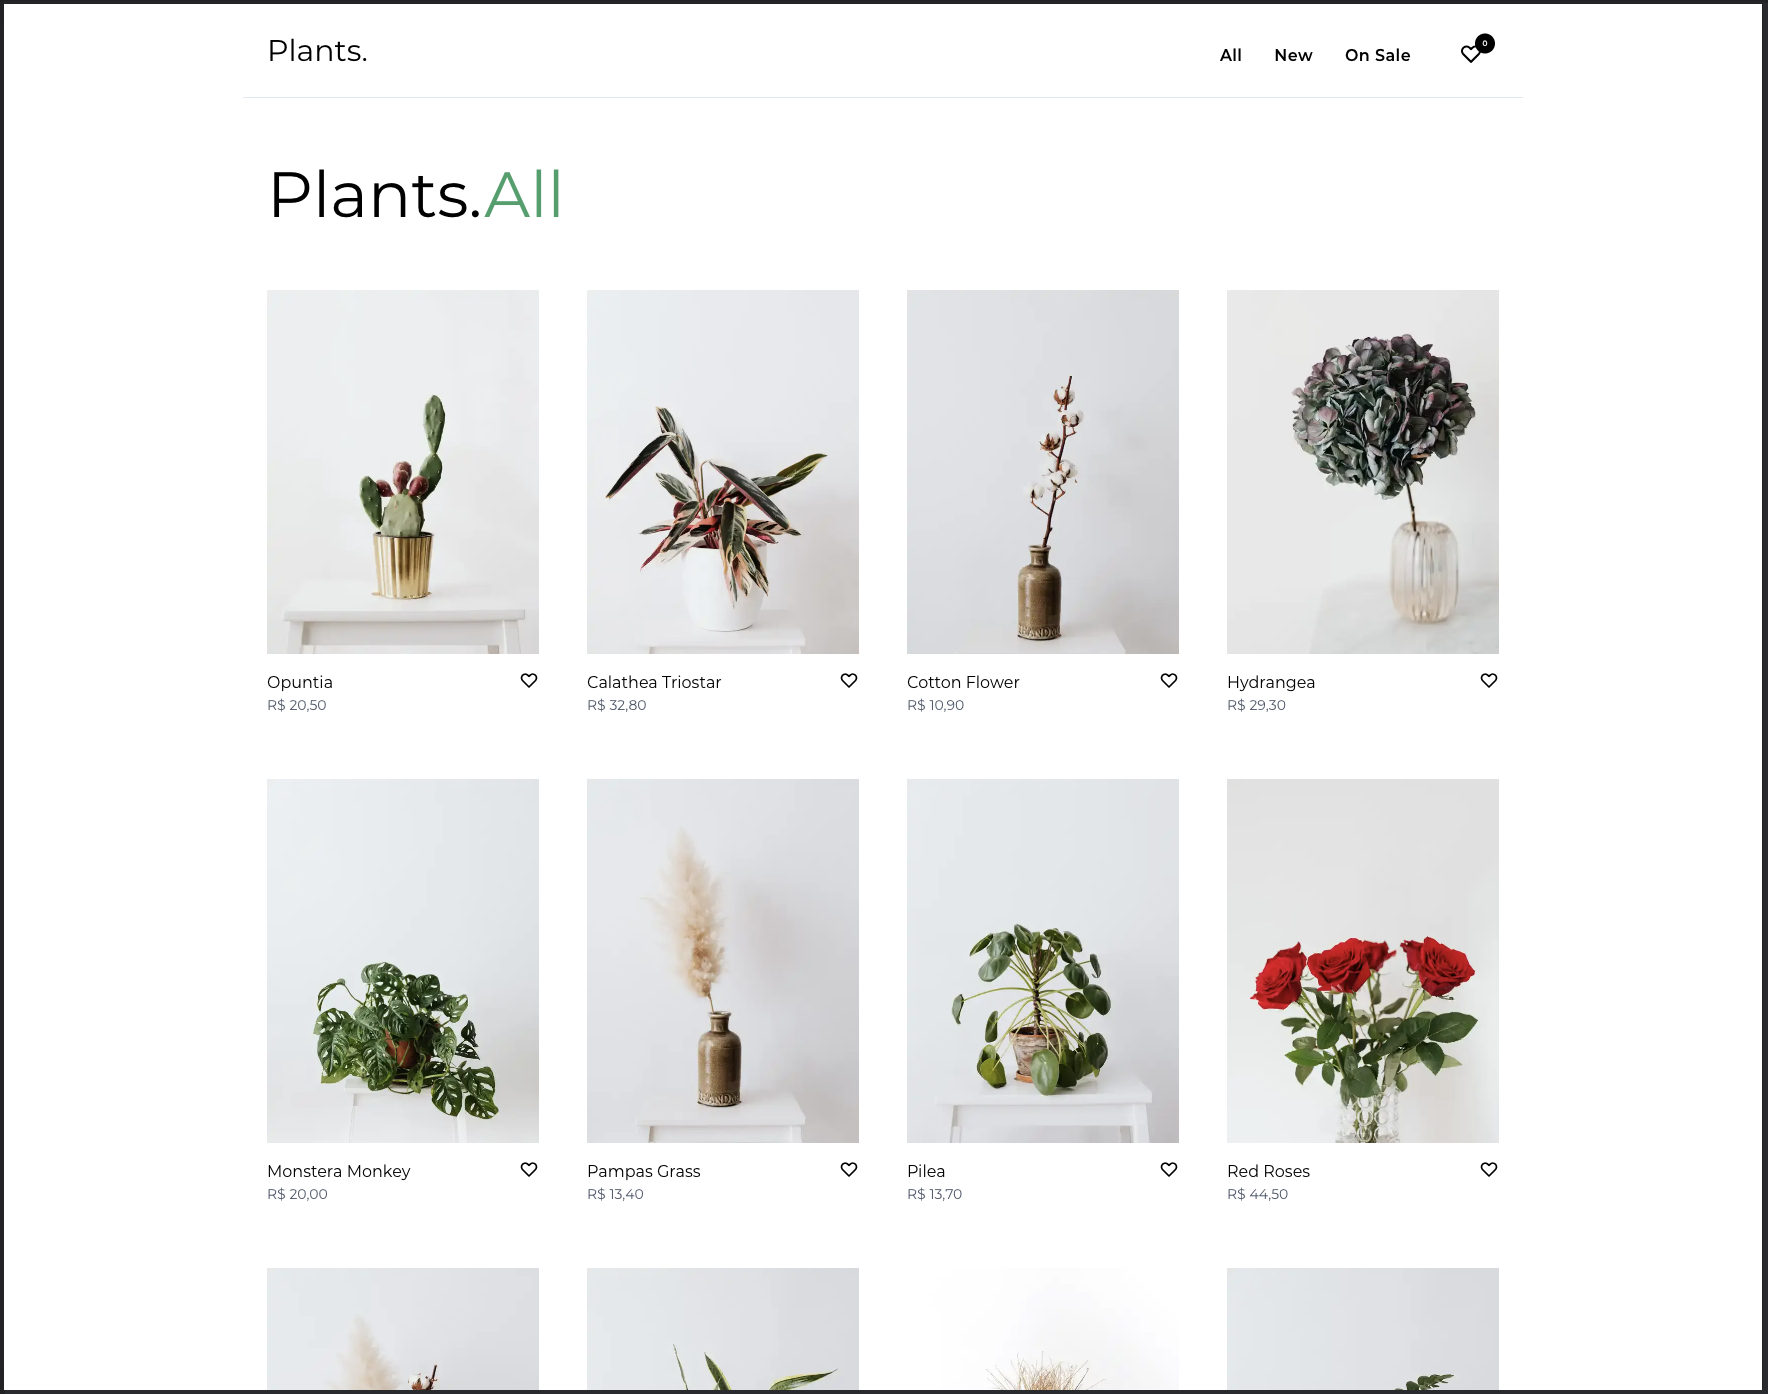 Plants.
All New On Sale 0
Plants.All
Opuntia
R$ 20,50
Calathea Triostar
R$ 32,80
Cotton Flower
R$ 10,90
Hydrangea
R$ 29,30
Monstera Monkey
R$ 20,00
Pampas Grass
R$ 13,40
Pilea
R$ 13,70
Red Roses
R$ 44,50